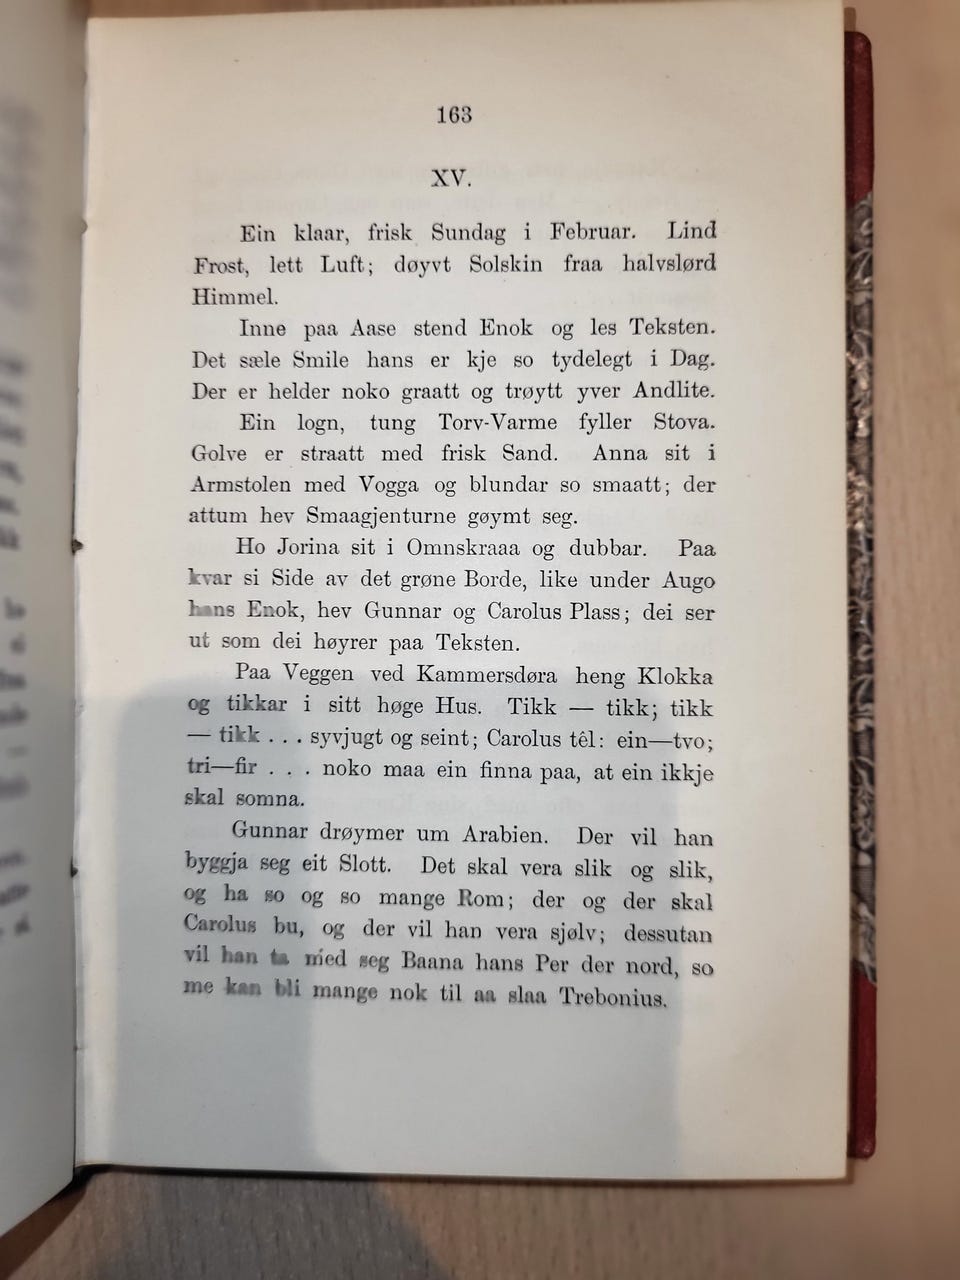 163
XV.
Ein klaar, frisk Sundag i Februar. Lind
Frost, lett Luft; døyvt Solskin fraa halvslørd
Himmel.
Inne paa Aase stend Enok og les Teksten.
Det sæle Smile hans er kje so tydelegt i Dag.
Der er helder noko graatt og trøytt yver Andlite.
Ein logn, tung Torv-Varme fyller Stova.
Golve er straatt med frisk Sand. Anna sit i
Armstolen med Vogga og blundar so smaatt; der
attum hev Smaagjenturne gøymt seg.
Ho Jorina sit i Omnskraaa og dubbar. Paa
kvar si Side av det grøne Borde, like under Augo
hans Enok, hev Gunnar og Carolus Plass; dei ser
ut som dei høyrer paa Teksten.
Paa Veggen ved Kammersdøra heng Klokka
og tikkar i sitt høge Hus. Tikk — tikk; tikk
— tikk . . . syvjugt og seint; Carolus têl: ein—tvo;
tri—fir . . . noko maa ein finna paa, at ein ikkje
skal somna.
Gunnar drøymer um Arabien. Der vil han
byggja seg eit Slott. Det skal vera slik og slik,
og ha so og so mange Rom; der og der skal
Carolus bu, og der vil han vera sjølv; dessutan
vil han ta med seg Baana hans Per der nord, so
me kan bli mange nok til aa slaa Trebonius.